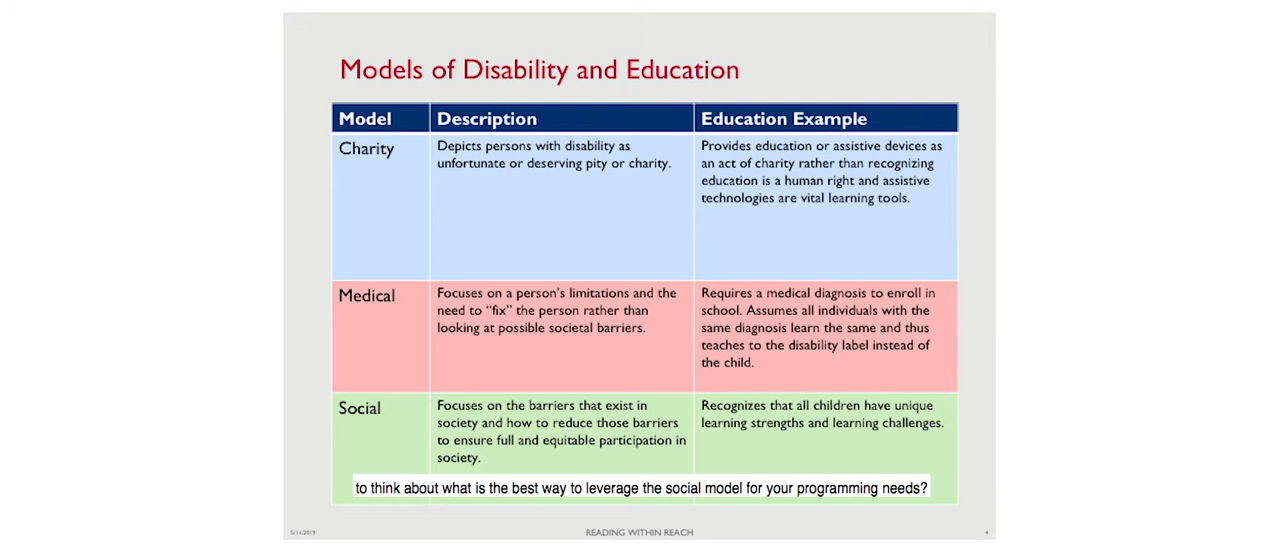 Models of Disability and Education
Model
Description
Education Example
Charity
Depicts persons with disability as
unfortunate or deserving pity or charity.
Provides education or assistive devices as
an act of charity rather than recognizing
education is a human right and assistive
technologies are vital learning tools.
Medical
Focuses on a person's limitations and the
need to "fix" the person rather than
looking at possible societal barriers.
Requires a medical diagnosis to enroll in
school. Assumes all individuals with the
same diagnosis learn the same and thus
teaches to the disability label instead of
the child.
Social
Focuses on the barriers that exist in
society and how to reduce those barriers
to ensure full and equitable participation in
society.
Recognizes that all children have unique
learning strengths and learning challenges.
to think about what is the best way to leverage the social model for your programming needs?
READING WITHIN REACH